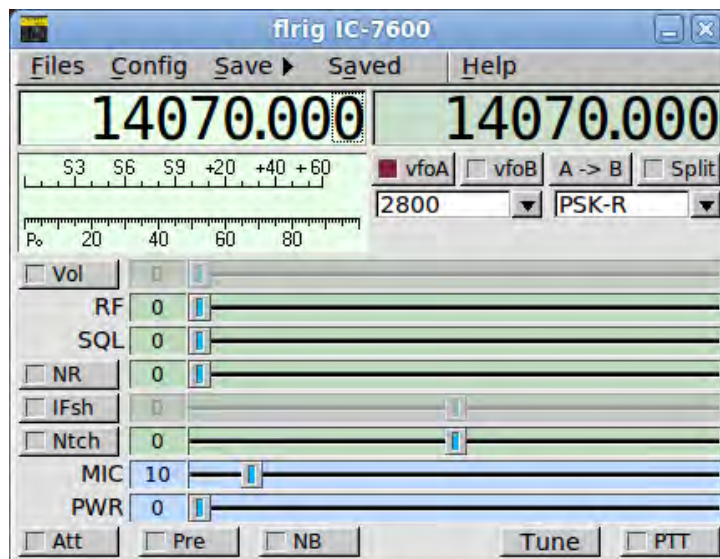 flrig IC-7600
Files Config Save Saved Help
14070.000 14070.000
S3 S6 S9 +20 +40 +60
vfoA vfoB A -> B Split
2800 PSK-R
Po 20 40 60 80
Vol 0
RF 0
SQL 0
NR 0
IFsh 0
Ntch 0
MIC 10
PWR 0
Att Pre NB Tune PTT